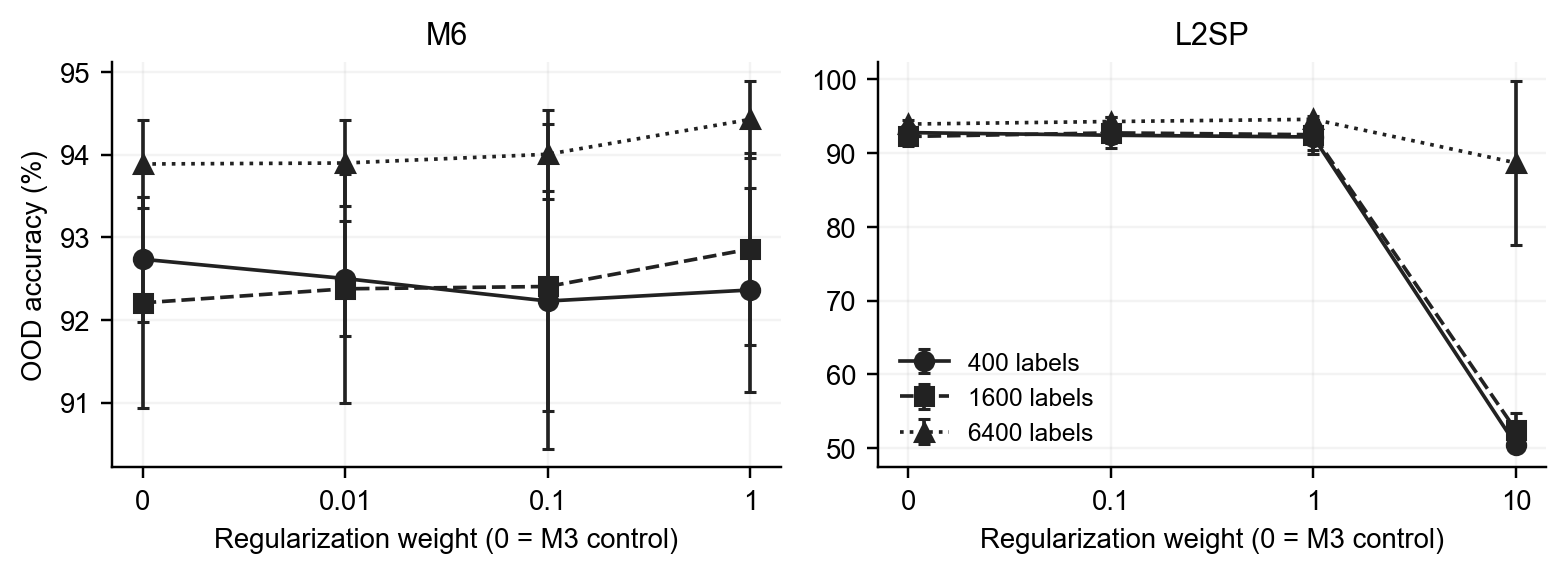 M6
OOD accuracy (%)
95
94
93
92
91
0
0.01
0.1
1
Regularization weight (0 = M3 control)
L2SP
100
90
80
70
60
50
400 labels
1600 labels
6400 labels
0
0.1
1
10
Regularization weight (0 = M3 control)